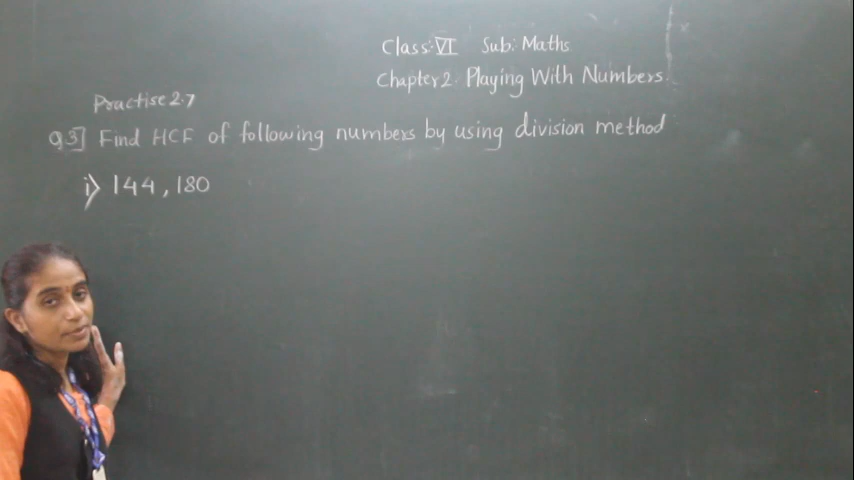 Class:VI Sub: Maths
Chapter2: Playing With Numbers.
Practise 2.7
Q3] Find HCF of following numbers by using division method
i) 144, 180